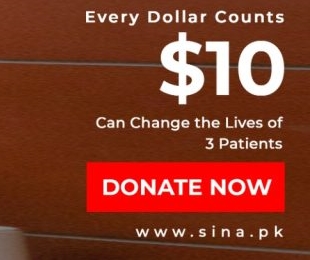 Every Dollar Counts
$10
Can Change the Lives of
3 Patients
DONATE NOW
www.sina.pk